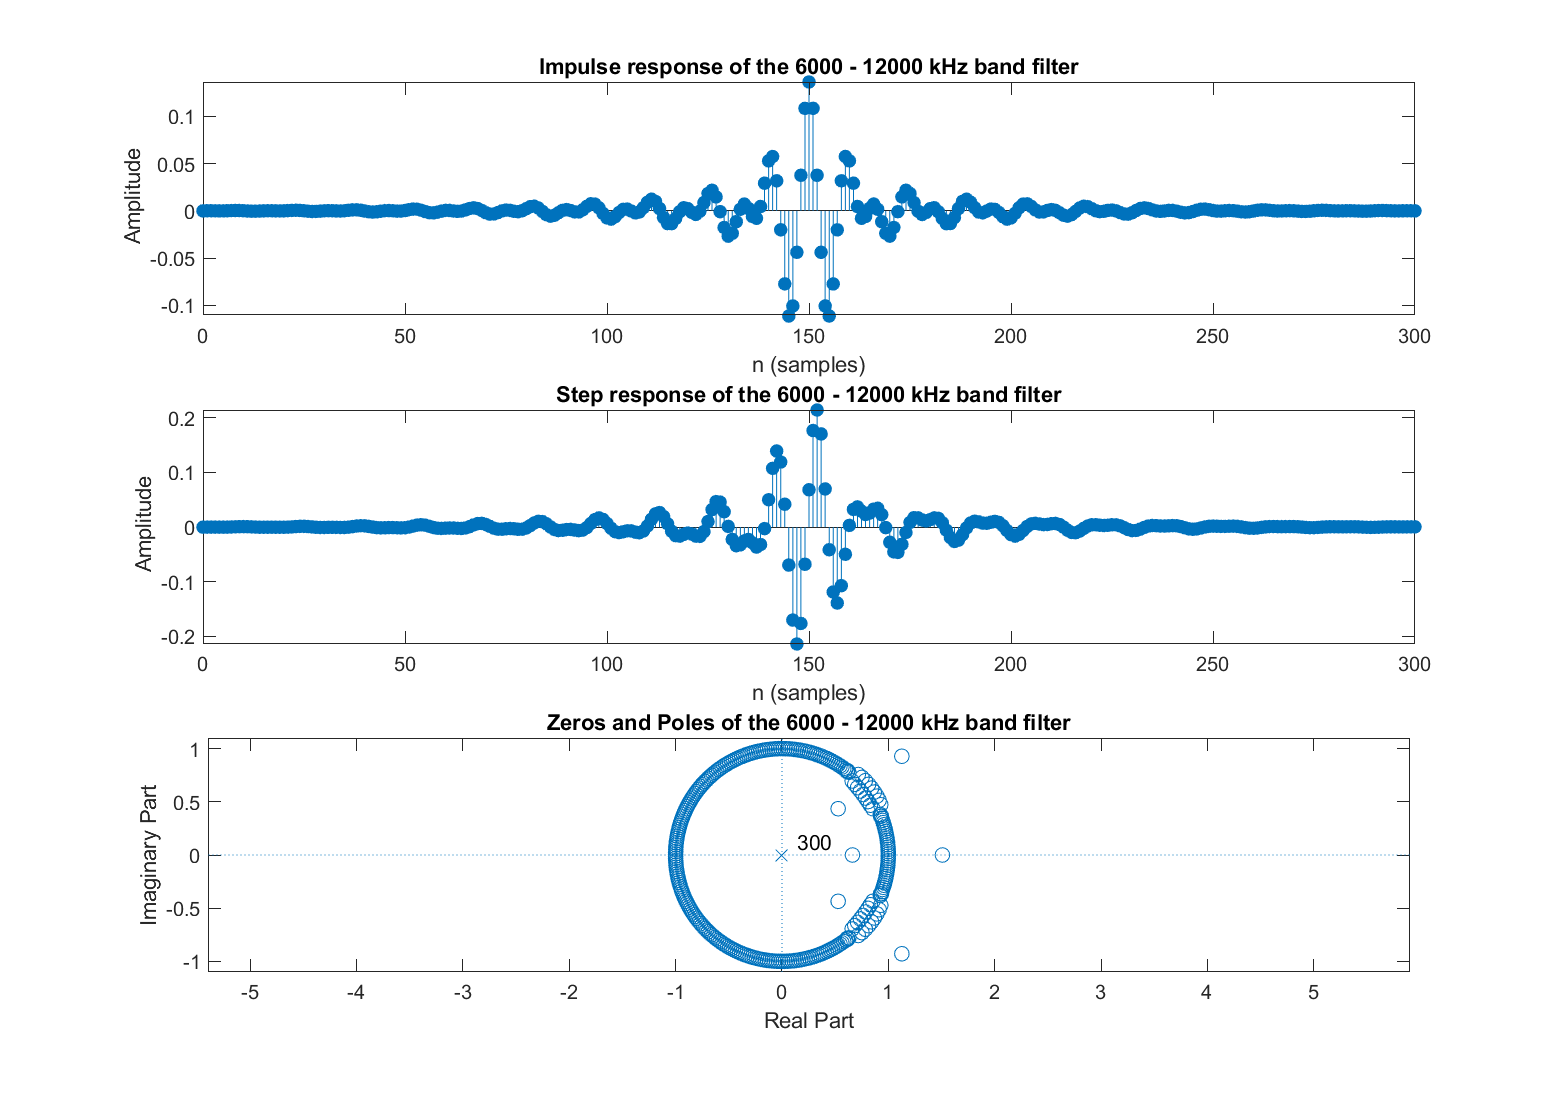 Impulse response of the 6000 - 12000 kHz band filter
0.1
0.05
0
-0.05
-0.1
Amplitude
0 50 100 150 200 250 300
n (samples)
Step response of the 6000 - 12000 kHz band filter
0.2
0.1
0
-0.1
-0.2
Amplitude
0 50 100 150 200 250 300
n (samples)
Zeros and Poles of the 6000 - 12000 kHz band filter
1
0.5
0
-0.5
-1
Imaginary Part
300
-5 -4 -3 -2 -1 0 1 2 3 4 5
Real Part